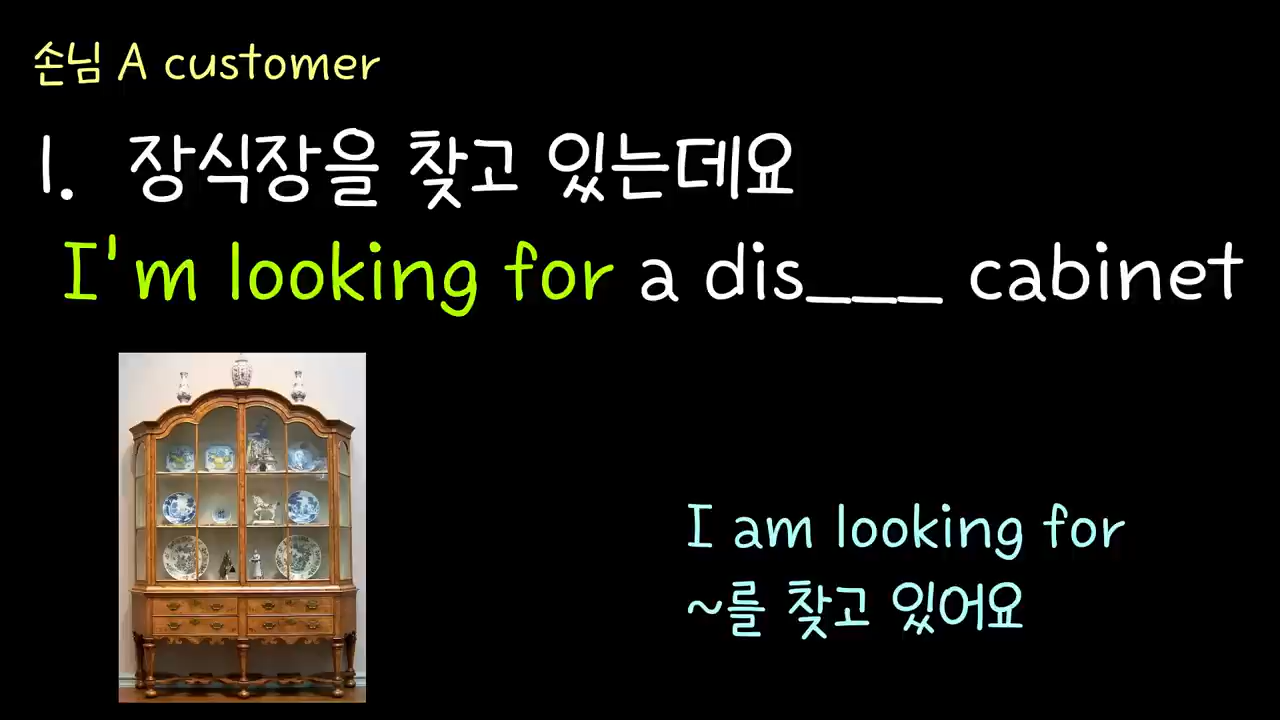 손님 A customer
1. 장식장을 찾고 있는데요
I'm looking for a dis___ cabinet
I am looking for
~를 찾고 있어요